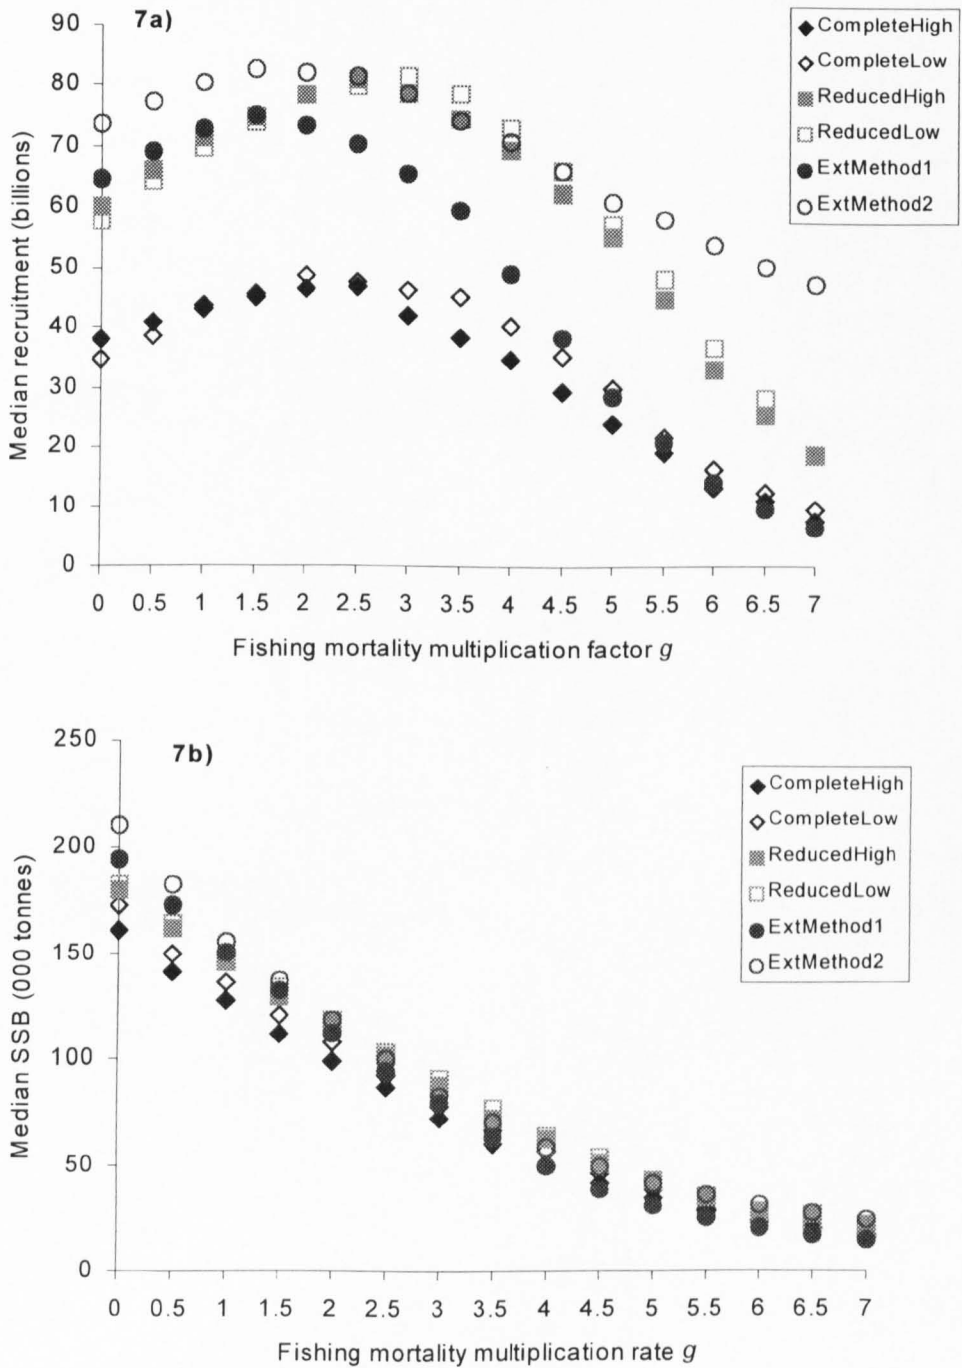 7a)
90
80
70
60
50
40
30
20
10
0
Median recruitment (billions)
0 0.5 1 1.5 2 2.5 3 3.5 4 4.5 5 5.5 6 6.5 7
Fishing mortality multiplication factor g
CompleteHigh
CompleteLow
ReducedHigh
ReducedLow
ExtMethod1
ExtMethod2
7b)
250
200
150
100
50
0
Median SSB (000 tonnes)
0 0.5 1 1.5 2 2.5 3 3.5 4 4.5 5 5.5 6 6.5 7
Fishing mortality multiplication rate g
CompleteHigh
CompleteLow
ReducedHigh
ReducedLow
ExtMethod1
ExtMethod2